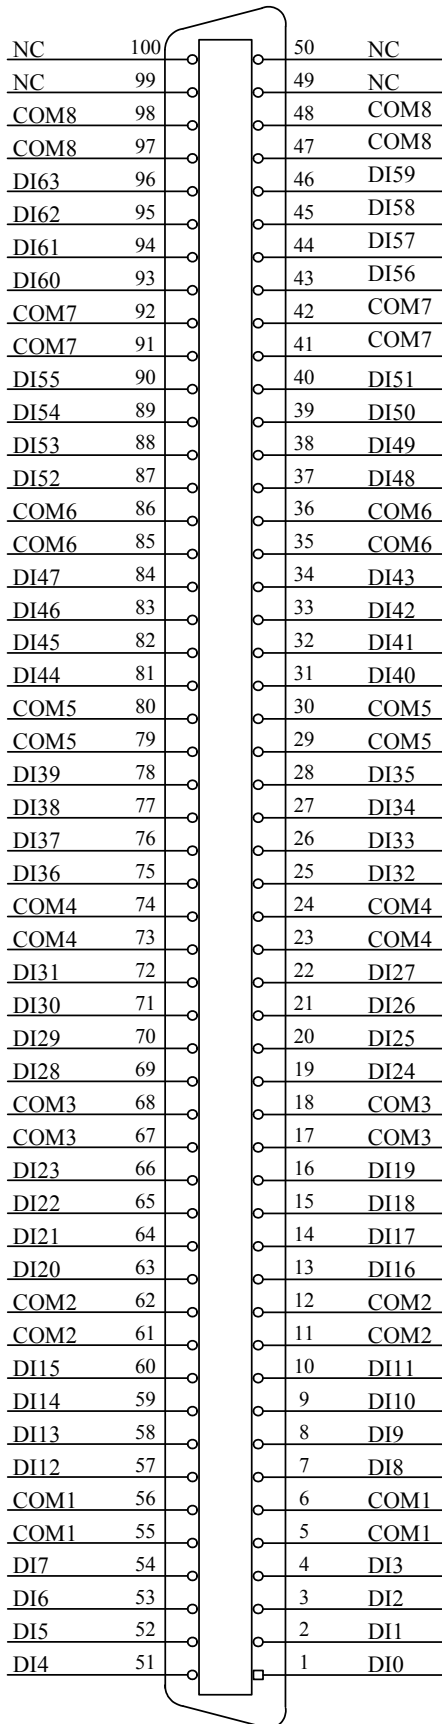 NC 100 50 NC
NC 99 49 NC
COM8 98 48 COM8
COM8 97 47 COM8
DI63 96 46 DI59
DI62 95 45 DI58
DI61 94 44 DI57
DI60 93 43 DI56
COM7 92 42 COM7
COM7 91 41 COM7
DI55 90 40 DI51
DI54 89 39 DI50
DI53 88 38 DI49
DI52 87 37 DI48
COM6 86 36 COM6
COM6 85 35 COM6
DI47 84 34 DI43
DI46 83 33 DI42
DI45 82 32 DI41
DI44 81 31 DI40
COM5 80 30 COM5
COM5 79 29 COM5
DI39 78 28 DI35
DI38 77 27 DI34
DI37 76 26 DI33
DI36 75 25 DI32
COM4 74 24 COM4
COM4 73 23 COM4
DI31 72 22 DI27
DI30 71 21 DI26
DI29 70 20 DI25
DI28 69 19 DI24
COM3 68 18 COM3
COM3 67 17 COM3
DI23 66 16 DI19
DI22 65 15 DI18
DI21 64 14 DI17
DI20 63 13 DI16
COM2 62 12 COM2
COM2 61 11 COM2
DI15 60 10 DI11
DI14 59 9 DI10
DI13 58 8 DI9
DI12 57 7 DI8
COM1 56 6 COM1
COM1 55 5 COM1
DI7 54 4 DI3
DI6 53 3 DI2
DI5 52 2 DI1
DI4 51 1 DI0